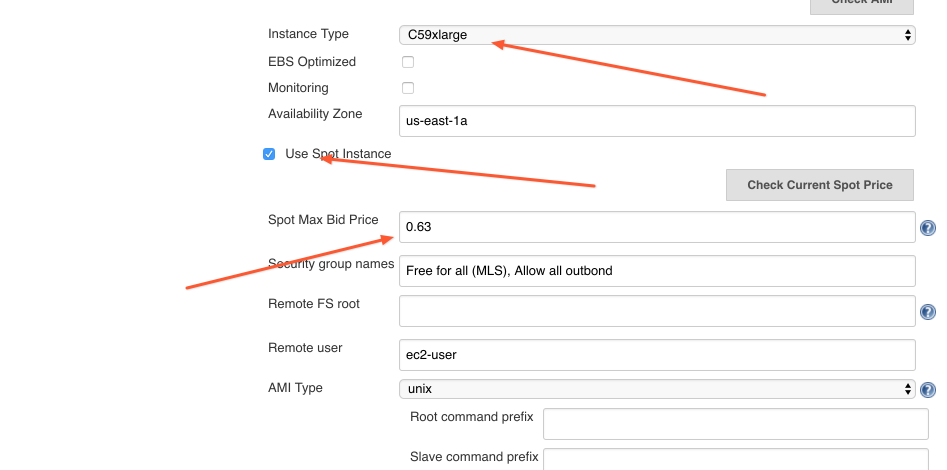 Check AMI
Instance Type C59xlarge
EBS Optimized
Monitoring
Availability Zone us-east-1a
Use Spot Instance
Check Current Spot Price
Spot Max Bid Price 0.63
Security group names Free for all (MLS), Allow all outbond
Remote FS root
Remote user ec2-user
AMI Type unix
Root command prefix
Slave command prefix